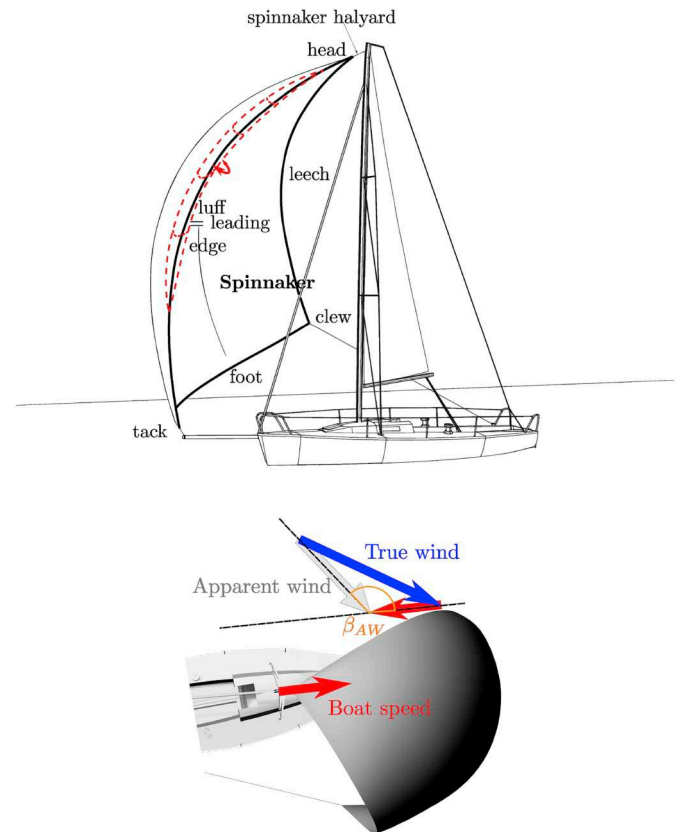 spinnaker halyard
head
leech
luff
=
leading
edge
Spinnaker
clew
foot
tack
True wind
Apparent wind
β_AW
Boat speed